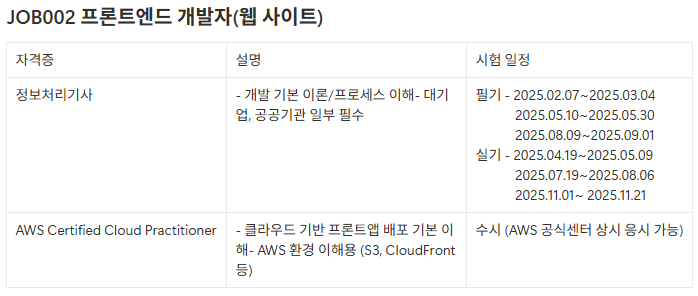 JOB002 프론트엔드 개발자(웹 사이트)
자격증
설명
시험 일정
정보처리기사
- 개발 기본 이론/프로세스 이해- 대기
업, 공공기관 일부 필수
필기 - 2025.02.07~2025.03.04
2025.05.10~2025.05.30
2025.08.09~2025.09.01
실기 - 2025.04.19~2025.05.09
2025.07.19~2025.08.06
2025.11.01~ 2025.11.21
AWS Certified Cloud Practitioner
- 클라우드 기반 프론트앱 배포 기본 이
해- AWS 환경 이해용 (S3, CloudFront
등)
수시 (AWS 공식센터 상시 응시 가능)